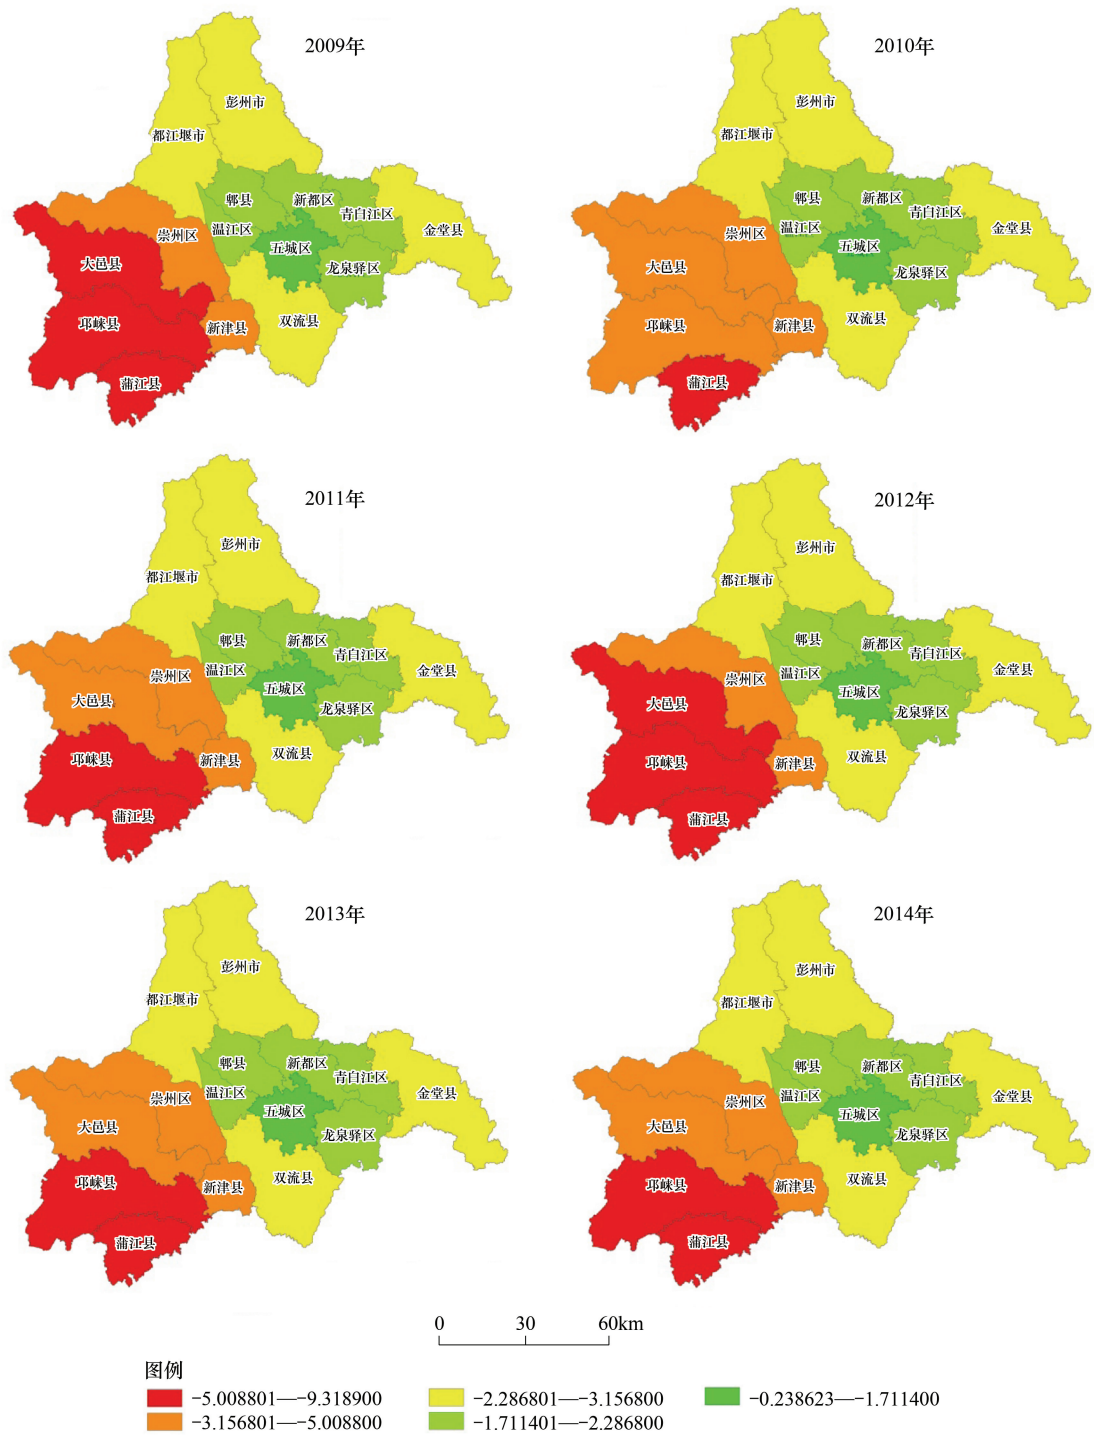 2009年
彭州市
都江堰市
郫县
新都区
青白江区
温江区
金堂县
崇州区
五城区
大邑县
龙泉驿区
邛崃县
新津县
双流县
蒲江县
2010年
彭州市
都江堰市
郫县
新都区
青白江区
温江区
金堂县
崇州区
五城区
大邑县
龙泉驿区
邛崃县
新津县
双流县
蒲江县
2011年
彭州市
都江堰市
郫县
新都区
青白江区
温江区
金堂县
崇州区
五城区
大邑县
龙泉驿区
邛崃县
新津县
双流县
蒲江县
2012年
彭州市
都江堰市
郫县
新都区
青白江区
温江区
金堂县
崇州区
五城区
大邑县
龙泉驿区
邛崃县
新津县
双流县
蒲江县
2013年
彭州市
都江堰市
郫县
新都区
青白江区
温江区
金堂县
崇州区
五城区
大邑县
龙泉驿区
邛崃县
新津县
双流县
蒲江县
2014年
彭州市
都江堰市
郫县
新都区
青白江区
温江区
金堂县
崇州区
五城区
大邑县
龙泉驿区
邛崃县
新津县
双流县
蒲江县
0 30 60km
图例
−5.008801—−9.318900 −2.286801—−3.156800 −0.238623—−1.711400
−3.156801—−5.008800 −1.711401—−2.286800